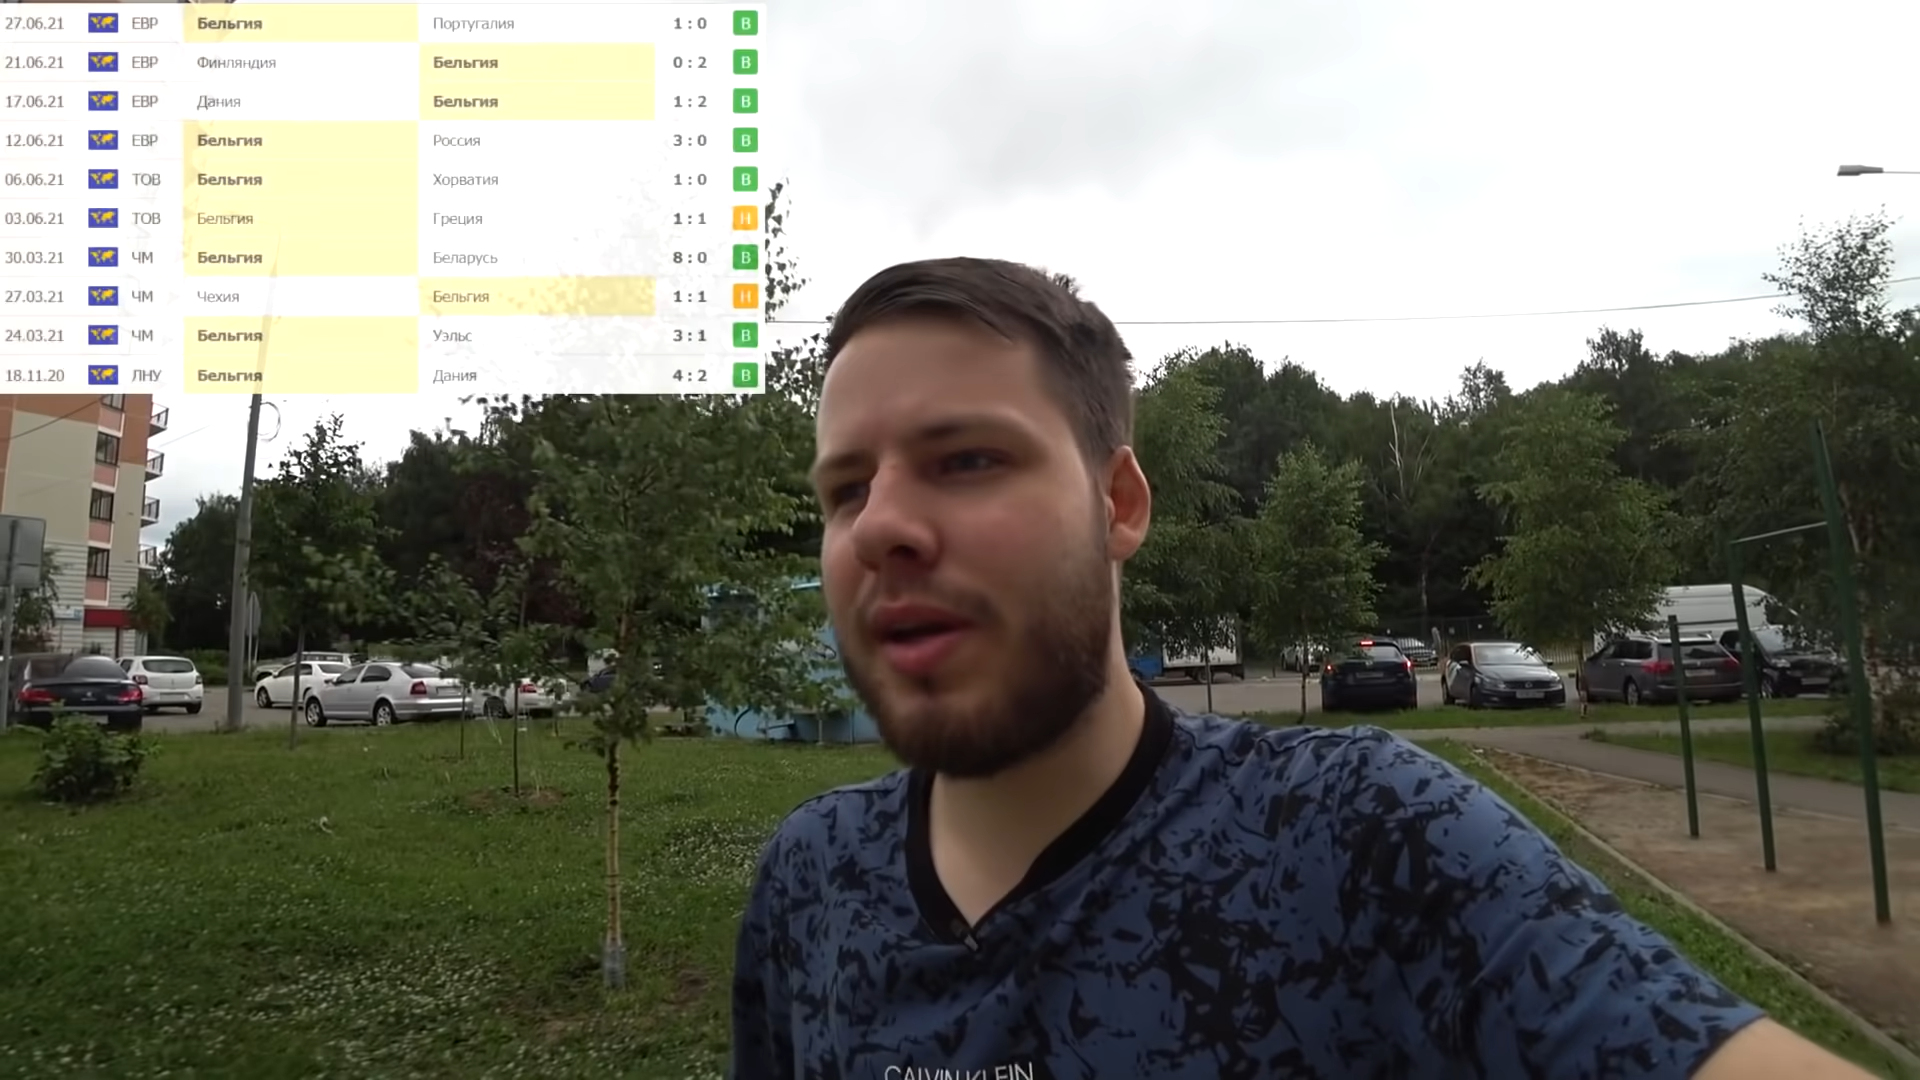 27.06.21 ЕВР Бельгия Португалия 1 : 0 В
21.06.21 ЕВР Финляндия Бельгия 0 : 2 В
17.06.21 ЕВР Дания Бельгия 1 : 2 В
12.06.21 ЕВР Бельгия Россия 3 : 0 В
06.06.21 ТОВ Бельгия Хорватия 1 : 0 В
03.06.21 ТОВ Бельгия Греция 1 : 1 Н
30.03.21 ЧМ Бельгия Беларусь 8 : 0 В
27.03.21 ЧМ Чехия Бельгия 1 : 1 Н
24.03.21 ЧМ Бельгия Уэльс 3 : 1 В
18.11.20 ЛНУ Бельгия Дания 4 : 2 В
CALVIN KLEIN